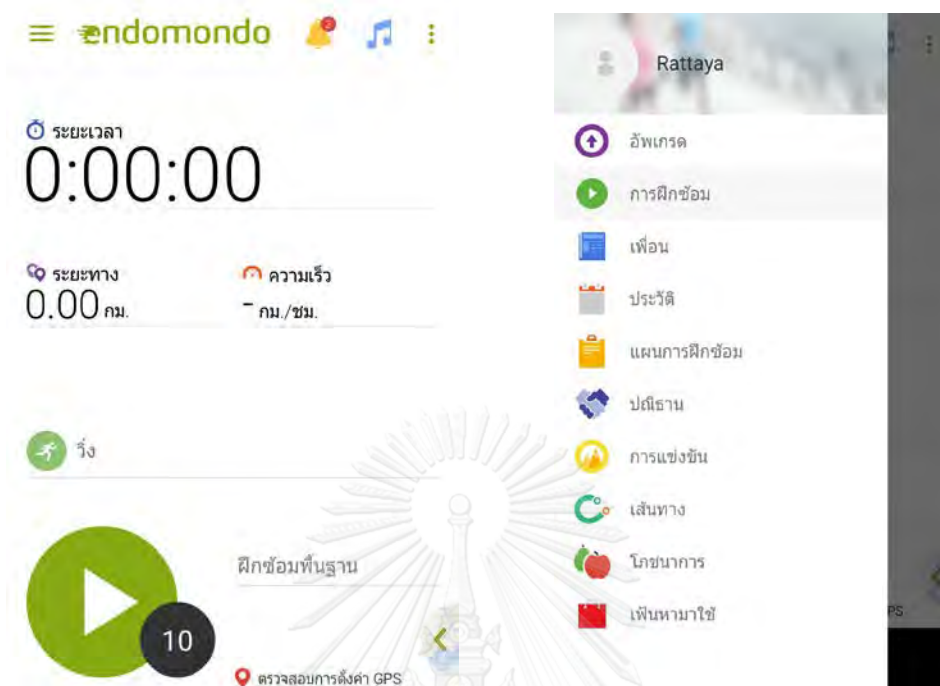 endomondo
2
ระยะเวลา
0:00:00
ระยะทาง
ความเร็ว
0.00 กม.
- กม./ชม.
วิ่ง
ฝึกซ้อมพื้นฐาน
10
ตรวจสอบการตั้งค่า GPS
Rattaya
อัพเกรด
การฝึกซ้อม
เพื่อน
ประวัติ
แผนการฝึกซ้อม
ปณิธาน
การแข่งขัน
เส้นทาง
โภชนาการ
เฟ้นหามาใช้
PS